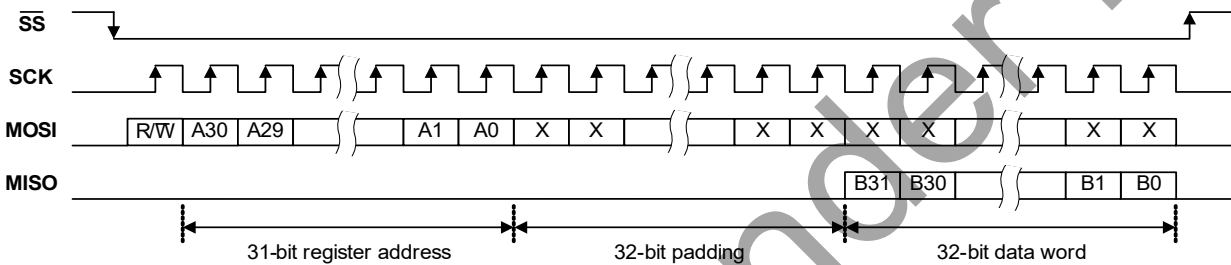 SS
SCK
MOSI R/W A30 A29 A1 A0 X X X X X X X X
MISO B31 B30 B1 B0
31-bit register address 32-bit padding 32-bit data word